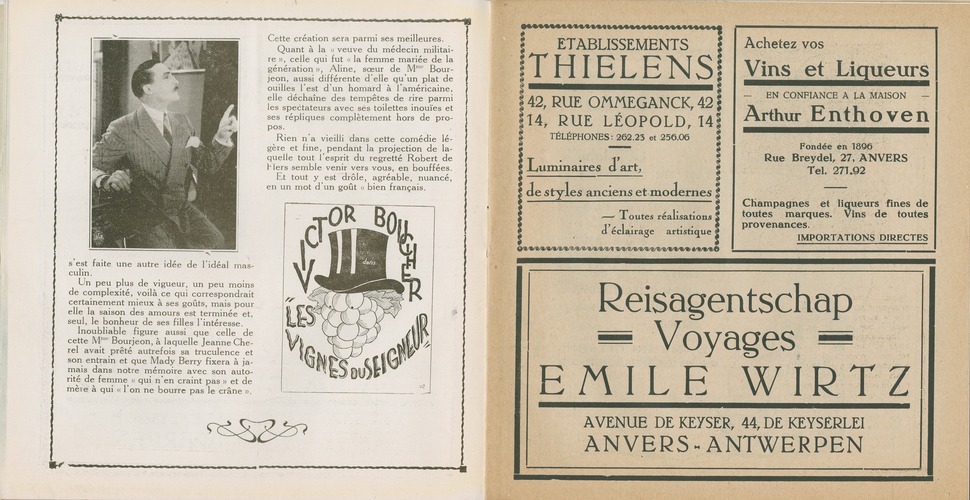 s'est faite une autre idée de l'idéal mas-
culin.
Un peu plus de vigueur, un peu moins
de complexité, voilà ce qui correspondrait
certainement mieux à ses goûts, mais pour
elle la saison des amours est terminée et,
seul, le bonheur de ses filles l'intéresse.
Inoubliable figure aussi que celle de
cette Mme Bourjeon, à laquelle Jeanne Che-
rel avait prêté autrefois sa truculence et
son entrain et que Mady Berry fixera à ja-
mais dans notre mémoire avec son auto-
rité de femme « qui n'en craint pas » et de
mère à qui « l'on ne bourre pas le crâne ».
Cette création sera parmi ses meilleures.
Quant à la « veuve du médecin militai-
re », celle qui fut « la femme mariée de la
génération », Aline, sœur de Mme Bour-
jeon, aussi différente d'elle qu'un plat de
ouilles l'est d'un homard à l'américaine,
elle déchaîne des tempêtes de rire parmi
les spectateurs avec ses toilettes inouïes et
ses répliques complètement hors de pro-
pos.
Rien n'a vieilli dans cette comédie lé-
gère et fine, pendant la projection de la-
quelle tout l'esprit du regretté Robert de
Flers semble venir vers vous, en bouffées.
Et tout y est drôle, agréable, nuancé,
en un mot d'un goût « bien français.
VICTOR BOUCHER
dans
"LES
VIGNES DU SEIGNEUR"
ETABLISSEMENTS
THIELENS
42, RUE OMMEGANCK, 42
14, RUE LÉOPOLD, 14
TÉLÉPHONES: 262.23 et 256.06
Luminaires d'art,
de styles anciens et modernes
— Toutes réalisations
d'éclairage artistique
Achetez vos
Vins et Liqueurs
— EN CONFIANCE A LA MAISON —
Arthur Enthoven
Fondée en 1896
Rue Breydel, 27, ANVERS
Tel. 271.92
Champagnes et liqueurs fines de
toutes marques. Vins de toutes
provenances.
IMPORTATIONS DIRECTES
Reisagentschap
Voyages
EMILE WIRTZ
AVENUE DE KEYSER, 44, DE KEYSERLEI
ANVERS - ANTWERPEN